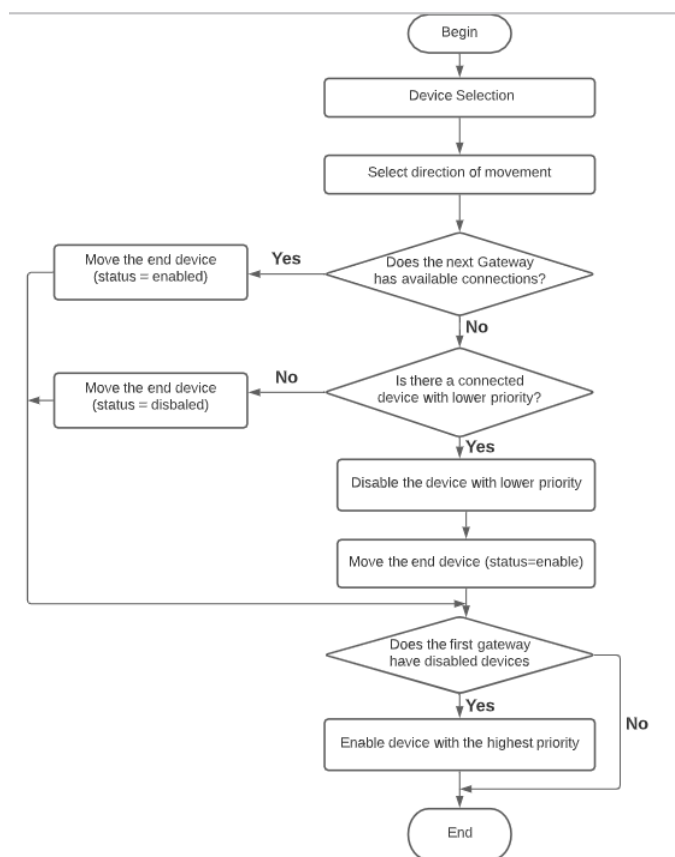 Begin
Device Selection
Select direction of movement
Does the next Gateway
has available connections?
Yes
Move the end device
(status = enabled)
No
Is there a connected
device with lower priority?
No
Move the end device
(status = disbaled)
Yes
Disable the device with lower priority
Move the end device (status=enable)
Does the first gateway
have disabled devices
Yes
No
Enable device with the highest priority
End